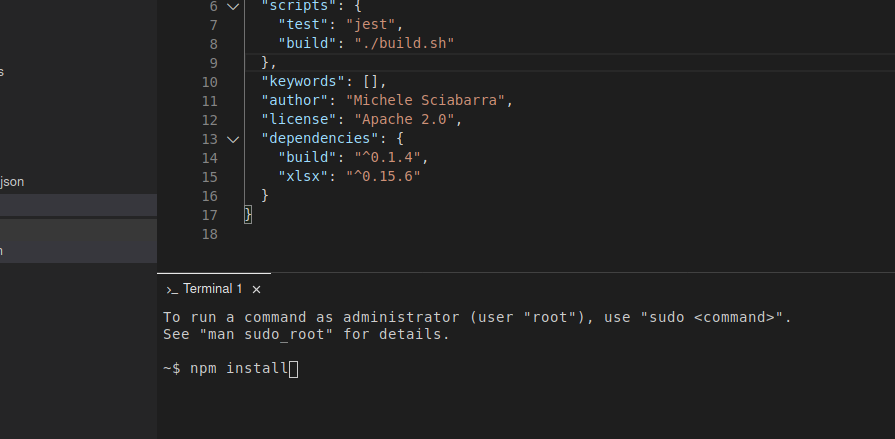 6 "scripts": {
7 "test": "jest",
8 "build": "./build.sh"
9 },
10 "keywords": [],
11 "author": "Michele Sciabarra",
12 "license": "Apache 2.0",
13 "dependencies": {
14 "build": "^0.1.4",
15 "xlsx": "^0.15.6"
16 }
17 }
18
s
json
n
>_ Terminal 1 ×
To run a command as administrator (user "root"), use "sudo <command>".
See "man sudo_root" for details.
~$ npm install